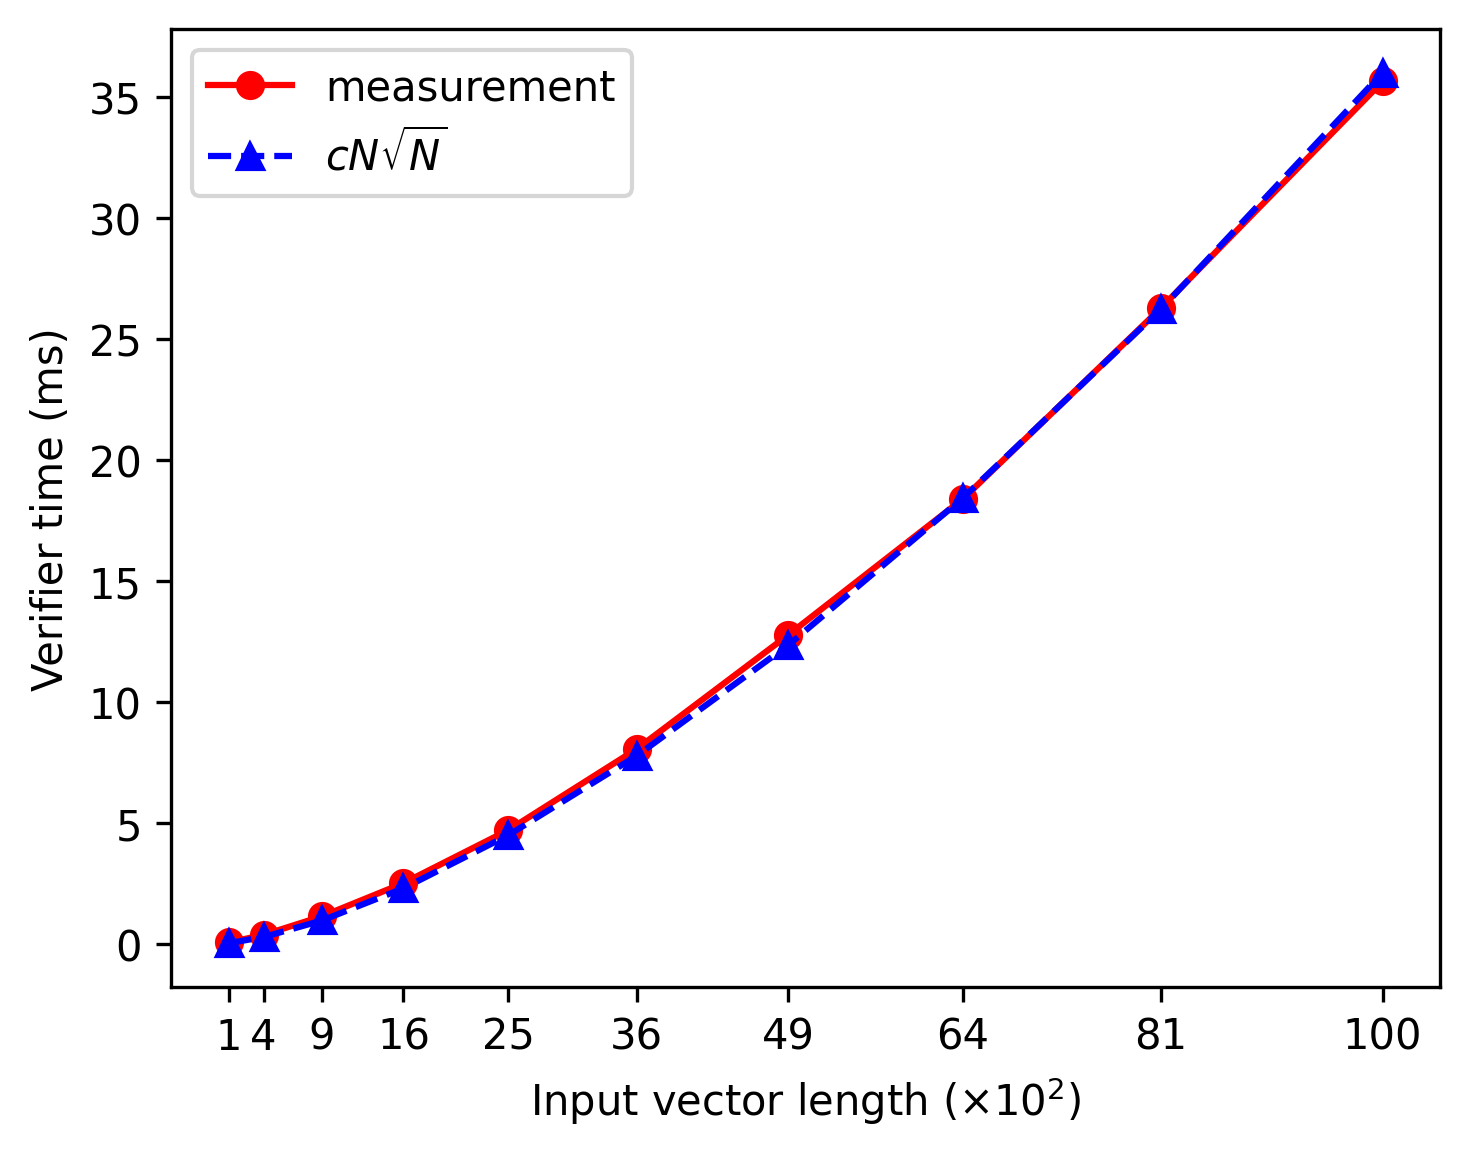 measurement
cN√N
35
30
25
20
15
10
5
0
Verifier time (ms)
1 4 9 16 25 36 49 64 81 100
Input vector length (×10²)